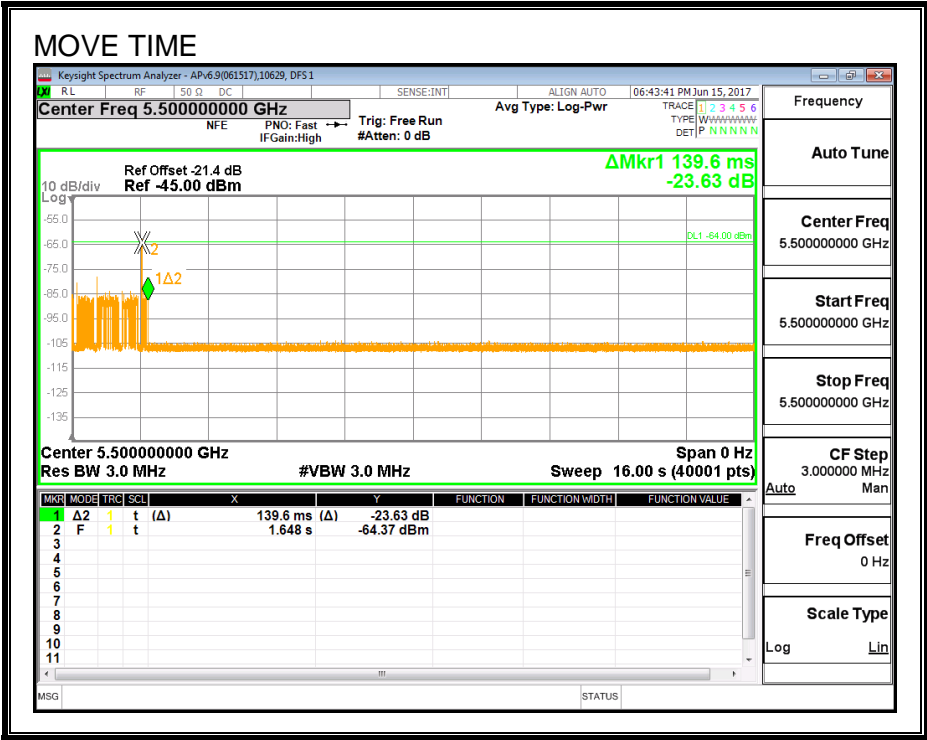 MOVE TIME
Keysight Spectrum Analyzer - APv6.9(061517),10629, DFS 1
LXI RL RF 50 Ω DC SENSE:INT ALIGN AUTO 06:43:41 PM Jun 15, 2017
Center Freq 5.500000000 GHz
NFE
PNO: Fast
IFGain:High
Trig: Free Run
#Atten: 0 dB
Avg Type: Log-Pwr
TRACE 1 2 3 4 5 6
TYPE WWWWWW
DET P N N N N N
ΔMkr1 139.6 ms
-23.63 dB
Ref Offset -21.4 dB
10 dB/div Ref -45.00 dBm
Log
-55.0
-65.0
-75.0
-85.0
-95.0
-105
-115
-125
-135
DL1 -64.00 dBm
2
1Δ2
Center 5.500000000 GHz Span 0 Hz
Res BW 3.0 MHz #VBW 3.0 MHz Sweep 16.00 s (40001 pts)
MKR MODE TRC SCL X Y FUNCTION FUNCTION WIDTH FUNCTION VALUE
1 Δ2 1 t (Δ) 139.6 ms (Δ) -23.63 dB
2 F 1 t 1.648 s -64.37 dBm
3
4
5
6
7
8
9
10
11
MSG STATUS
Frequency
Auto Tune
Center Freq
5.500000000 GHz
Start Freq
5.500000000 GHz
Stop Freq
5.500000000 GHz
CF Step
3.000000 MHz
Auto Man
Freq Offset
0 Hz
Scale Type
Log Lin